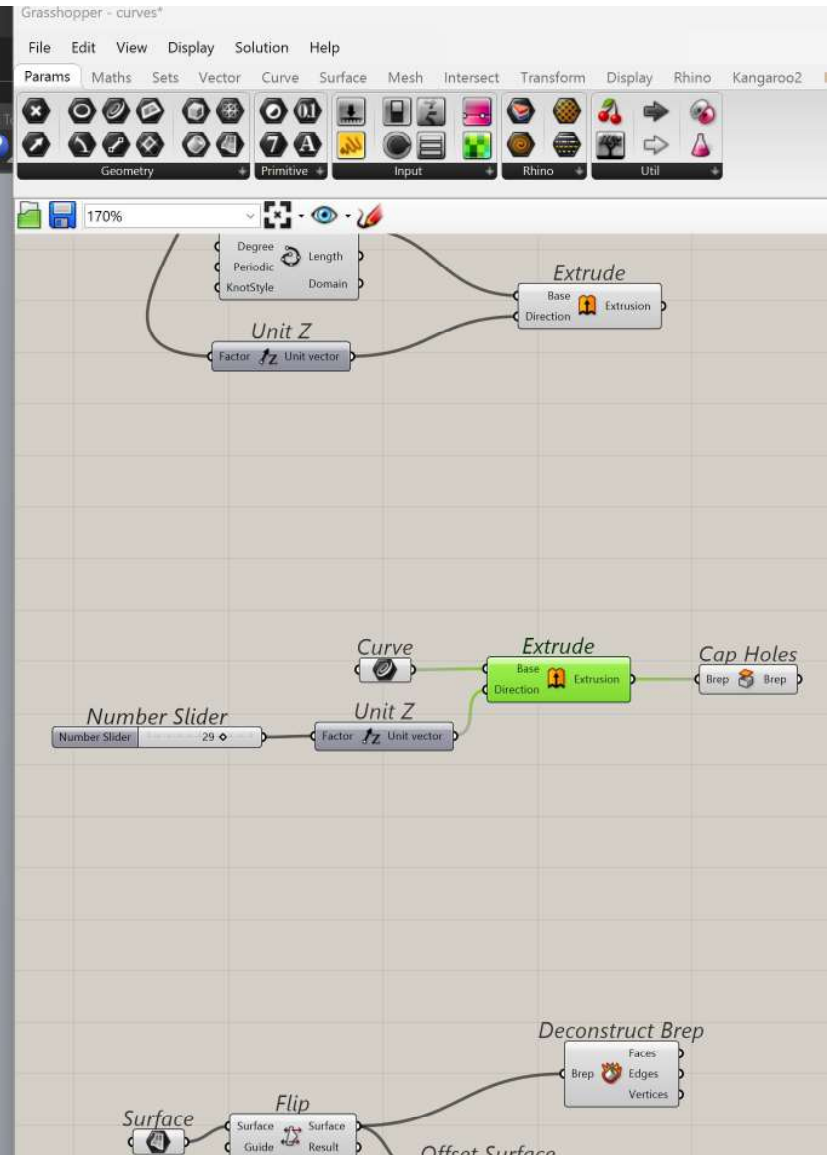 Grasshopper - curves*
File Edit View Display Solution Help
Params Maths Sets Vector Curve Surface Mesh Intersect Transform Display Rhino Kangaroo2
Geometry Primitive Input Rhino Util
170%
Degree
Periodic
KnotStyle
Length
Domain
Extrude
Base
Direction
Extrusion
Unit Z
Factor Unit vector
Curve
Extrude
Base
Direction
Extrusion
Cap Holes
Brep Brep
Number Slider
Number Slider 29
Unit Z
Factor Unit vector
Deconstruct Brep
Brep
Faces
Edges
Vertices
Surface
Flip
Surface Surface
Guide Result
Offset Surface